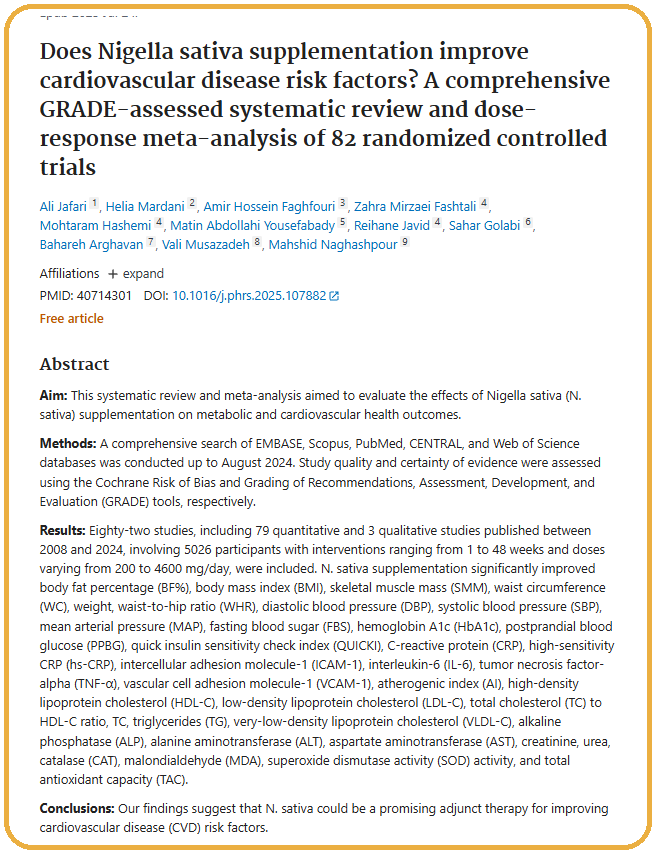 Does Nigella sativa supplementation improve
cardiovascular disease risk factors? A comprehensive
GRADE-assessed systematic review and dose-
response meta-analysis of 82 randomized controlled
trials
Ali Jafari 1, Helia Mardani 2, Amir Hossein Faghfouri 3, Zahra Mirzaei Fashtali 4,
Mohtaram Hashemi 4, Matin Abdollahi Yousefabady 5, Reihane Javid 4, Sahar Golabi 6,
Bahareh Arghavan 7, Vali Musazadeh 8, Mahshid Naghashpour 9
Affiliations + expand
PMID: 40714301 DOI: 10.1016/j.phrs.2025.107882
Free article
Abstract
Aim: This systematic review and meta-analysis aimed to evaluate the effects of Nigella sativa (N.
sativa) supplementation on metabolic and cardiovascular health outcomes.
Methods: A comprehensive search of EMBASE, Scopus, PubMed, CENTRAL, and Web of Science
databases was conducted up to August 2024. Study quality and certainty of evidence were assessed
using the Cochrane Risk of Bias and Grading of Recommendations, Assessment, Development, and
Evaluation (GRADE) tools, respectively.
Results: Eighty-two studies, including 79 quantitative and 3 qualitative studies published between
2008 and 2024, involving 5026 participants with interventions ranging from 1 to 48 weeks and doses
varying from 200 to 4600 mg/day, were included. N. sativa supplementation significantly improved
body fat percentage (BF%), body mass index (BMI), skeletal muscle mass (SMM), waist circumference
(WC), weight, waist-to-hip ratio (WHR), diastolic blood pressure (DBP), systolic blood pressure (SBP),
mean arterial pressure (MAP), fasting blood sugar (FBS), hemoglobin A1c (HbA1c), postprandial blood
glucose (PPBG), quick insulin sensitivity check index (QUICKI), C-reactive protein (CRP), high-sensitivity
CRP (hs-CRP), intercellular adhesion molecule-1 (ICAM-1), interleukin-6 (IL-6), tumor necrosis factor-
alpha (TNF-α), vascular cell adhesion molecule-1 (VCAM-1), atherogenic index (AI), high-density
lipoprotein cholesterol (HDL-C), low-density lipoprotein cholesterol (LDL-C), total cholesterol (TC) to
HDL-C ratio, TC, triglycerides (TG), very-low-density lipoprotein cholesterol (VLDL-C), alkaline
phosphatase (ALP), alanine aminotransferase (ALT), aspartate aminotransferase (AST), creatinine, urea,
catalase (CAT), malondialdehyde (MDA), superoxide dismutase activity (SOD) activity, and total
antioxidant capacity (TAC).
Conclusions: Our findings suggest that N. sativa could be a promising adjunct therapy for improving
cardiovascular disease (CVD) risk factors.